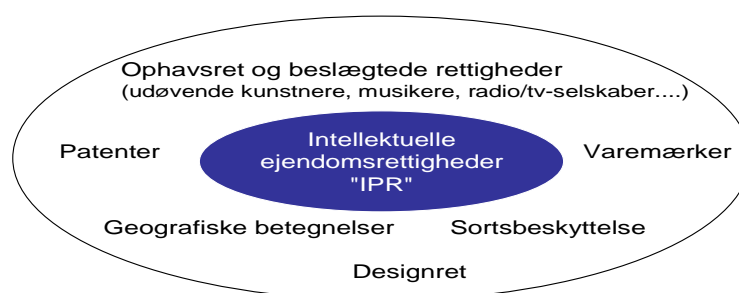 Ophavsret og beslægtede rettigheder
(udøvende kunstnere, musikere, radio/tv-selskaber....)
Patenter
Intellektuelle
ejendomsrettigheder
"IPR"
Varemærker
Geografiske betegnelser
Sortsbeskyttelse
Designret